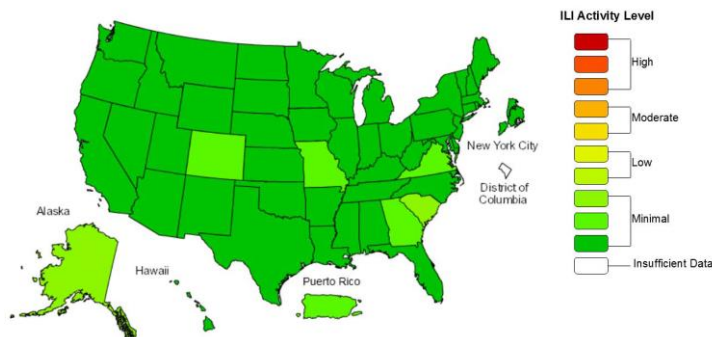 ILI Activity Level
High
Moderate
Low
Minimal
Insufficient Data
New York City
District of
Columbia
Alaska
Hawaii
Puerto Rico